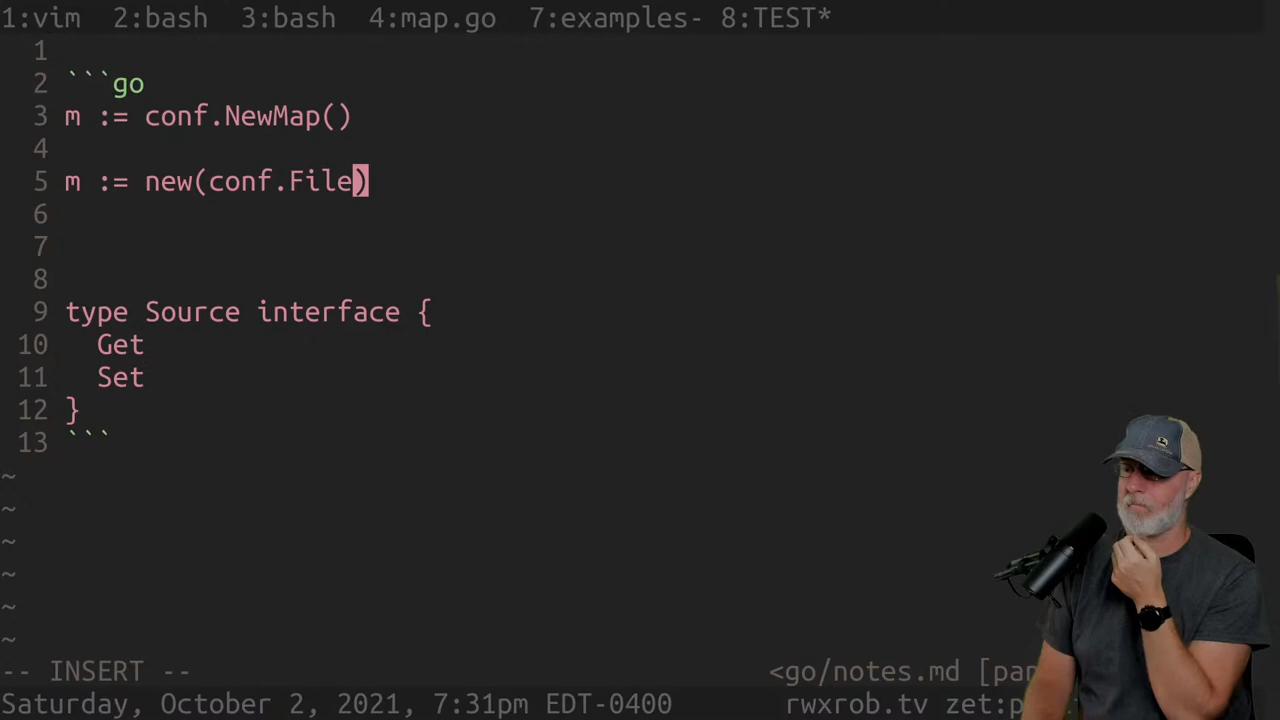 1:vim 2:bash 3:bash 4:map.go 7:examples- 8:TEST*
1
2 ```go
3 m := conf.NewMap()
4
5 m := new(conf.File)
6
7
8
9 type Source interface {
10 Get
11 Set
12 }
13 ```
~
~
~
~
~
~
-- INSERT -- <go/notes.md [pan
Saturday, October 2, 2021, 7:31pm EDT-0400 rwxrob.tv zet:p